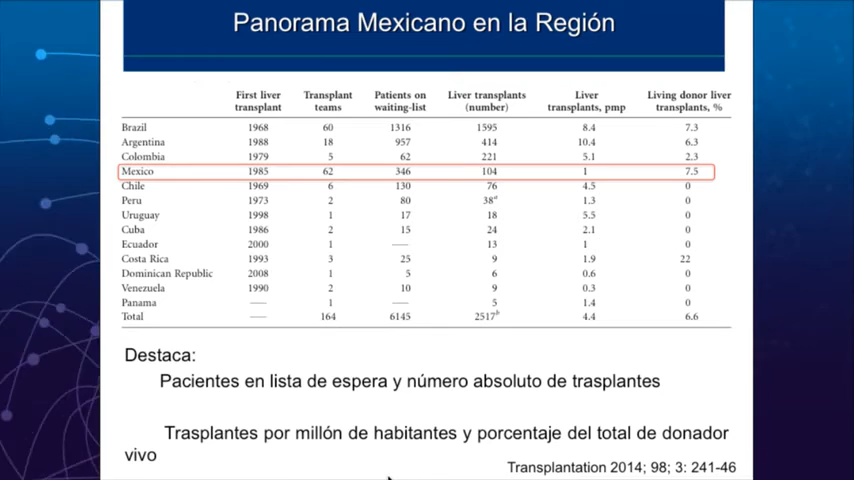 Panorama Mexicano en la Región
First liver transplant Transplant teams Patients on waiting-list Liver transplants (number) Liver transplants, pmp Living donor liver transplants, %
Brazil 1968 60 1316 1595 8.4 7.3
Argentina 1988 18 957 414 10.4 6.3
Colombia 1979 5 62 221 5.1 2.3
Mexico 1985 62 346 104 1 7.5
Chile 1969 6 130 76 4.5 0
Peru 1973 2 80 38a 1.3 0
Uruguay 1998 1 17 18 5.5 0
Cuba 1986 2 15 24 2.1 0
Ecuador 2000 1 — 13 1 0
Costa Rica 1993 3 25 9 1.9 22
Dominican Republic 2008 1 5 6 0.6 0
Venezuela 1990 2 10 9 0.3 0
Panama — 1 — 5 1.4 0
Total — 164 6145 2517b 4.4 6.6
Destaca:
Pacientes en lista de espera y número absoluto de trasplantes
Trasplantes por millón de habitantes y porcentaje del total de donador
vivo
Transplantation 2014; 98; 3: 241-46